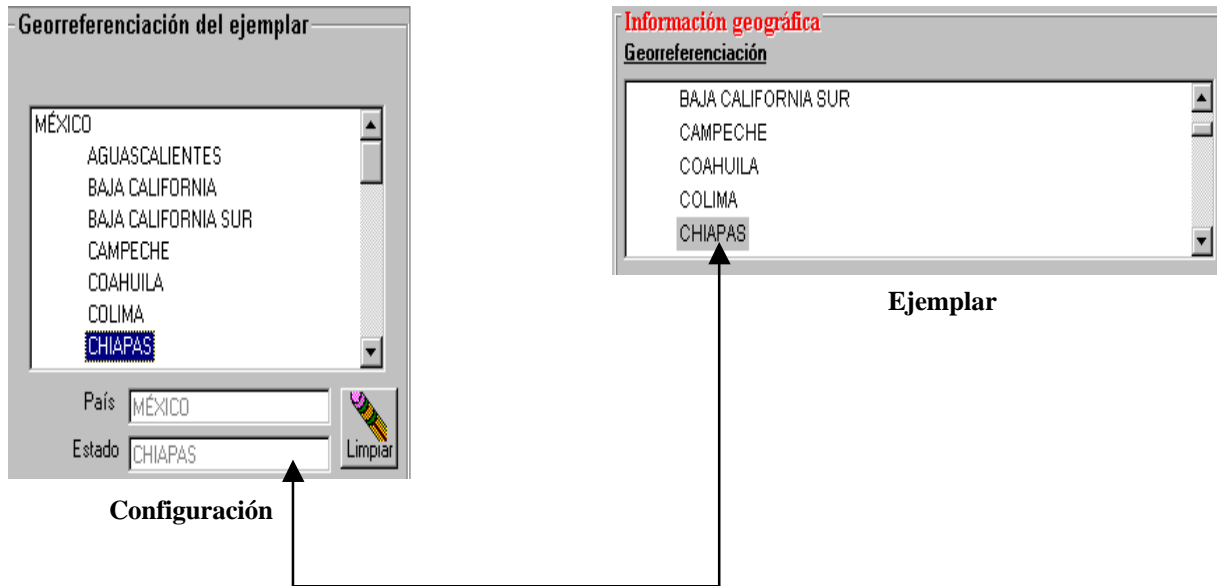 Georreferenciación del ejemplar
MÉXICO
AGUASCALIENTES
BAJA CALIFORNIA
BAJA CALIFORNIA SUR
CAMPECHE
COAHUILA
COLIMA
CHIAPAS
País MÉXICO
Estado CHIAPAS
Limpiar
Configuración
Información geográfica
Georreferenciación
BAJA CALIFORNIA SUR
CAMPECHE
COAHUILA
COLIMA
CHIAPAS
Ejemplar